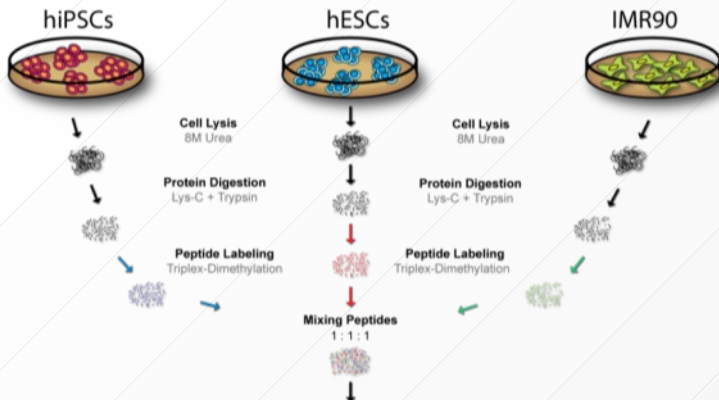 hiPSCs
hESCs
IMR90
Cell Lysis
8M Urea
Cell Lysis
8M Urea
Protein Digestion
Lys-C + Trypsin
Protein Digestion
Lys-C + Trypsin
Peptide Labeling
Triplex-Dimethylation
Peptide Labeling
Triplex-Dimethylation
Mixing Peptides
1 : 1 : 1